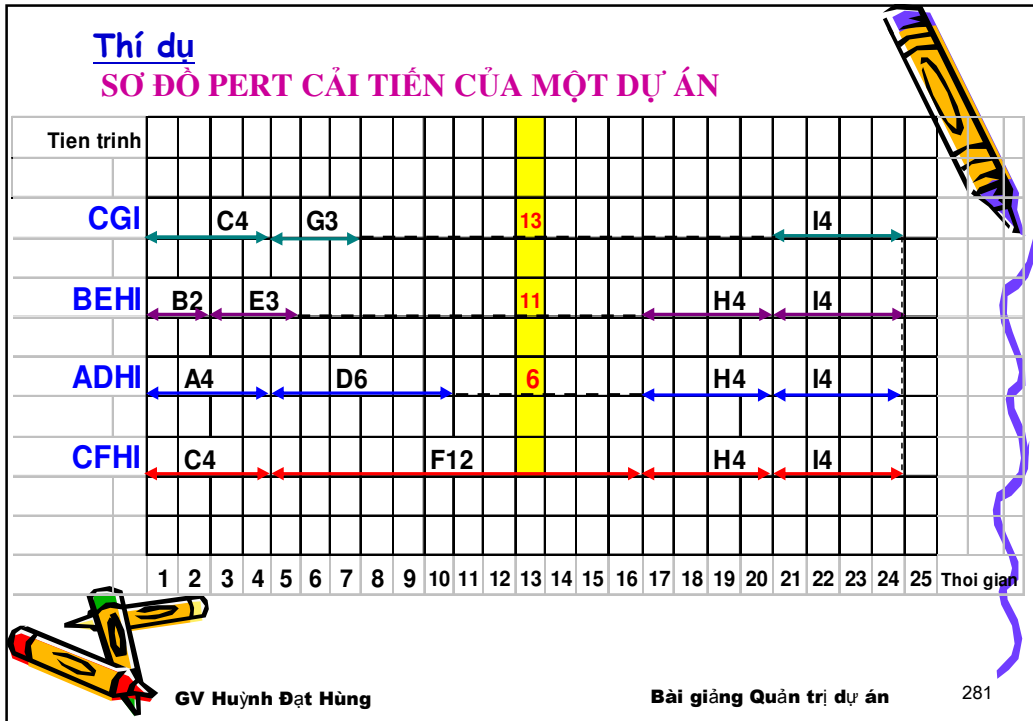 Thí dụ
SƠ ĐỒ PERT CẢI TIẾN CỦA MỘT DỰ ÁN
Tien trinh
CGI C4 G3 13 I4
BEHI B2 E3 11 H4 I4
ADHI A4 D6 6 H4 I4
CFHI C4 F12 H4 I4
1 2 3 4 5 6 7 8 9 10 11 12 13 14 15 16 17 18 19 20 21 22 23 24 25 Thoi gian
GV Huỳnh Đạt Hùng Bài giảng Quản trị dự án 281